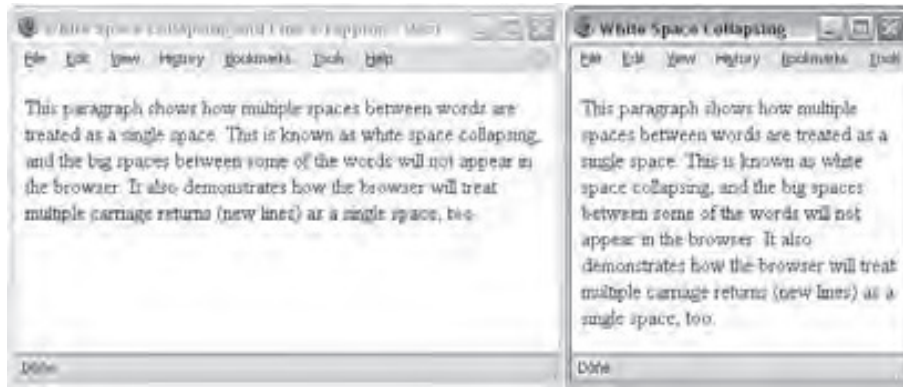 White Space Collapsing and Line
File Edit View History Bookmarks Tools Help
This paragraph shows how multiple spaces between words are
treated as a single space. This is known as white space collapsing,
and the big spaces between some of the words will not appear in
the browser. It also demonstrates how the browser will treat
multiple carriage returns (new lines) as a single space, too.
Done
White Space Collapsing
File Edit View History Bookmarks Tools
This paragraph shows how multiple
spaces between words are treated as a
single space. This is known as white
space collapsing, and the big spaces
between some of the words will not
appear in the browser. It also
demonstrates how the browser will treat
multiple carriage returns (new lines) as a
single space, too.
Done